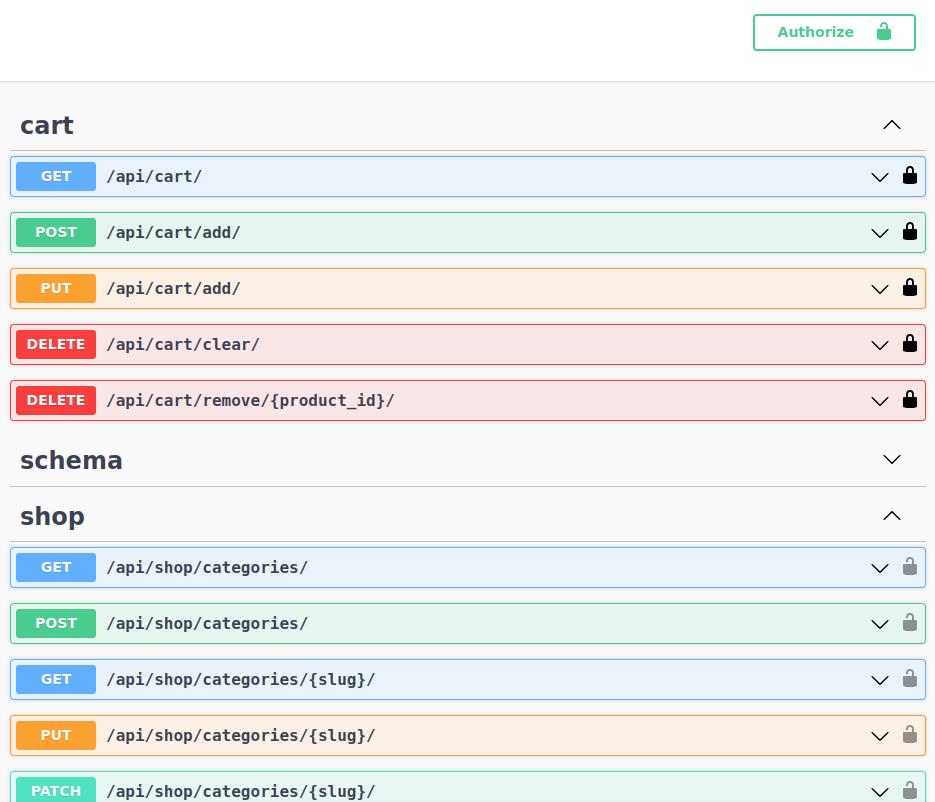 Authorize
cart
GET /api/cart/
POST /api/cart/add/
PUT /api/cart/add/
DELETE /api/cart/clear/
DELETE /api/cart/remove/{product_id}/
schema
shop
GET /api/shop/categories/
POST /api/shop/categories/
GET /api/shop/categories/{slug}/
PUT /api/shop/categories/{slug}/
PATCH /api/shop/categories/{slug}/